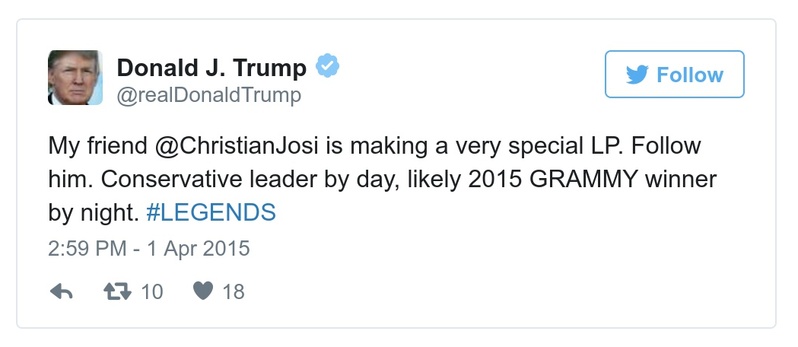 Donald J. Trump
@realDonaldTrump
Follow
My friend @ChristianJosi is making a very special LP. Follow
him. Conservative leader by day, likely 2015 GRAMMY winner
by night. #LEGENDS
2:59 PM - 1 Apr 2015
10 18